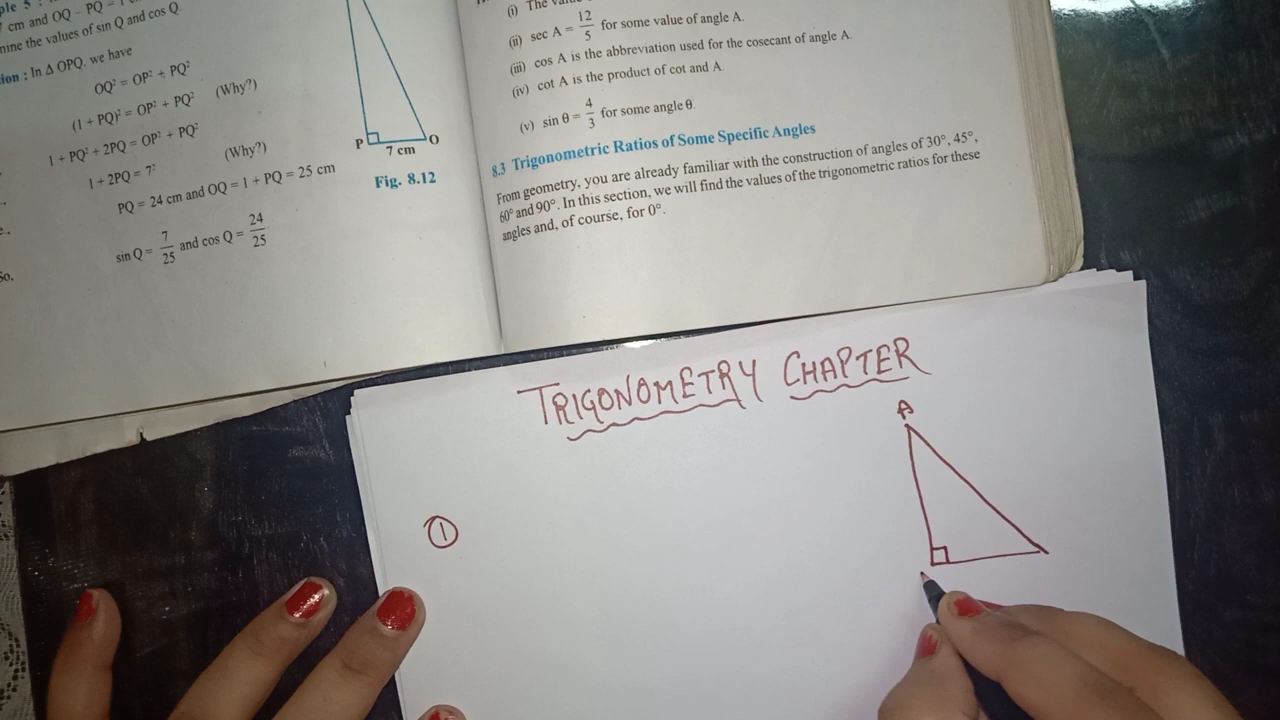 cm and OQ – PQ = 1
the values of sin Q and cos Q.
In Δ OPQ, we have
OQ² = OP² + PQ²
(1 + PQ)² = OP² + PQ² (Why?)
1 + PQ² + 2PQ = OP² + PQ²
1 + 2PQ = 7² (Why?)
PQ = 24 cm and OQ = 1 + PQ = 25 cm
So,
sin Q = 7/25 and cos Q = 24/25.
P
O
7 cm
Fig. 8.12
(i) The
(ii) sec A = 12/5 for some value of angle A.
(iii) cos A is the abbreviation used for the cosecant of angle A.
(iv) cot A is the product of cot and A.
(v) sin θ = 4/3 for some angle θ.
8.3 Trigonometric Ratios of Some Specific Angles
From geometry, you are already familiar with the construction of angles of 30°, 45°,
60° and 90°. In this section, we will find the values of the trigonometric ratios for these
angles and, of course, for 0°.
TRIGONOMETRY CHAPTER
A
1